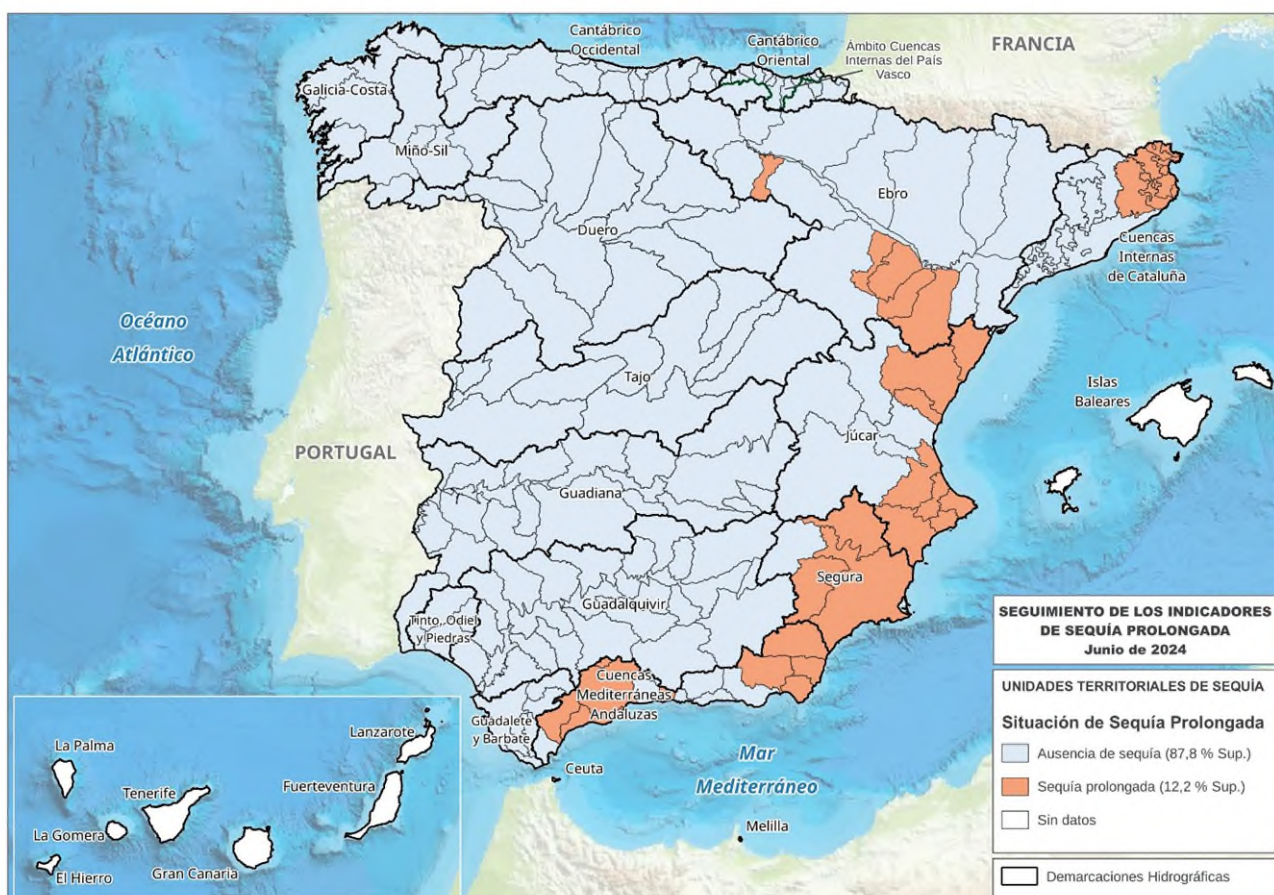 Cantábrico
Occidental
Cantábrico
Oriental
Ámbito Cuencas
Internas del País
Vasco
FRANCIA
Galicia-Costa
Miño-Sil
Ebro
Duero
Cuencas
Internas
de Cataluña
Océano
Atlántico
Tajo
Islas
Baleares
PORTUGAL
Júcar
Guadiana
Segura
Guadalquivir
Tinto, Odiel
y Piedras
Cuencas
Mediterráneas
Andaluzas
Guadalete
y Barbate
Ceuta
Mar
Mediterráneo
Melilla
La Palma
Lanzarote
Tenerife
Fuerteventura
La Gomera
El Hierro
Gran Canaria
SEGUIMIENTO DE LOS INDICADORES
DE SEQUÍA PROLONGADA
Junio de 2024
UNIDADES TERRITORIALES DE SEQUÍA
Situación de Sequía Prolongada
Ausencia de sequía (87,8 % Sup.)
Sequía prolongada (12,2 % Sup.)
Sin datos
Demarcaciones Hidrográficas